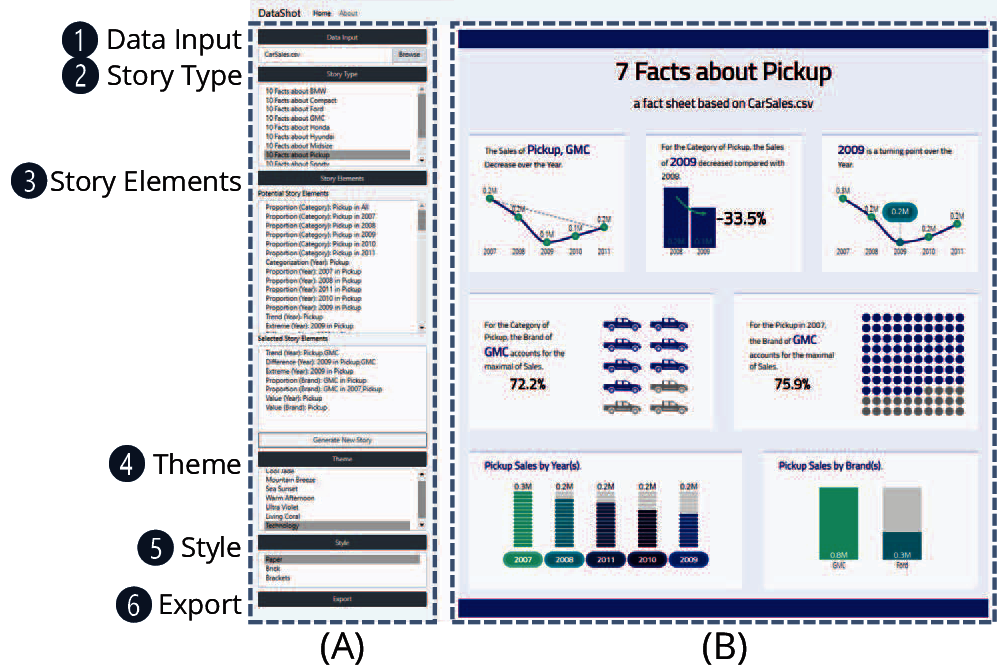 DataShot Home About
1 Data Input
Data Input
CarSales.csv Browse
2 Story Type
Story Type
10 Facts about BMW
10 Facts about Compact
10 Facts about Ford
10 Facts about GMC
10 Facts about Honda
10 Facts about Hyundai
10 Facts about Midsize
10 Facts about Pickup
10 Facts about Sporty
3 Story Elements
Story Elements
Potential Story Elements
Proportion (Category): Pickup in All
Proportion (Category): Pickup in 2007
Proportion (Category): Pickup in 2008
Proportion (Category): Pickup in 2009
Proportion (Category): Pickup in 2010
Proportion (Category): Pickup in 2011
Categorization (Year): Pickup
Proportion (Year): 2007 in Pickup
Proportion (Year): 2008 in Pickup
Proportion (Year): 2011 in Pickup
Proportion (Year): 2010 in Pickup
Proportion (Year): 2009 in Pickup
Trend (Year): Pickup
Extreme (Year): 2009 in Pickup
Selected Story Elements
Trend (Year): Pickup,GMC
Difference (Year): 2009 in Pickup,GMC
Extreme (Year): 2009 in Pickup
Proportion (Brand): GMC in Pickup
Proportion (Brand): GMC in 2007,Pickup
Value (Year): Pickup
Value (Brand): Pickup
Generate New Story
4 Theme
Theme
Cool Jade
Mountain Breeze
Sea Sunset
Warm Afternoon
Ultra Violet
Living Coral
Technology
5 Style
Style
Paper
Brick
Brackets
6 Export
Export
(A)
7 Facts about Pickup
a fact sheet based on CarSales.csv
The Sales of Pickup, GMC
Decrease over the Year.
0.2M
0.2M
0.1M
0.1M
0.2M
2007 2008 2009 2010 2011
For the Category of Pickup, the Sales
of 2009 decreased compared with
2008.
-33.5%
0.2M 0.1M
2008 2009
2009 is a turning point over the
Year.
0.3M
0.2M
0.2M
0.2M
0.2M
2007 2008 2009 2010 2011
For the Category of
Pickup, the Brand of
GMC accounts for the
maximal of Sales.
72.2%
For the Pickup in 2007,
the Brand of GMC
accounts for the maximal
of Sales.
75.9%
Pickup Sales by Year(s).
0.3M 0.2M 0.2M 0.2M 0.2M
2007 2008 2011 2010 2009
Pickup Sales by Brand(s).
0.8M 0.3M
GMC Ford
(B)